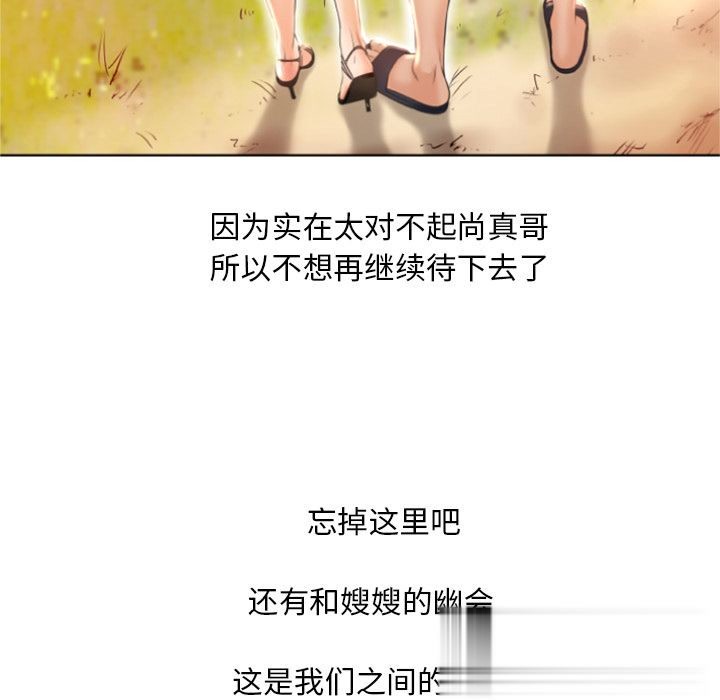 因为实在太对不起尚真哥
所以不想再继续待下去了
忘掉这里吧
还有和嫂嫂的幽会
这是我们之间的